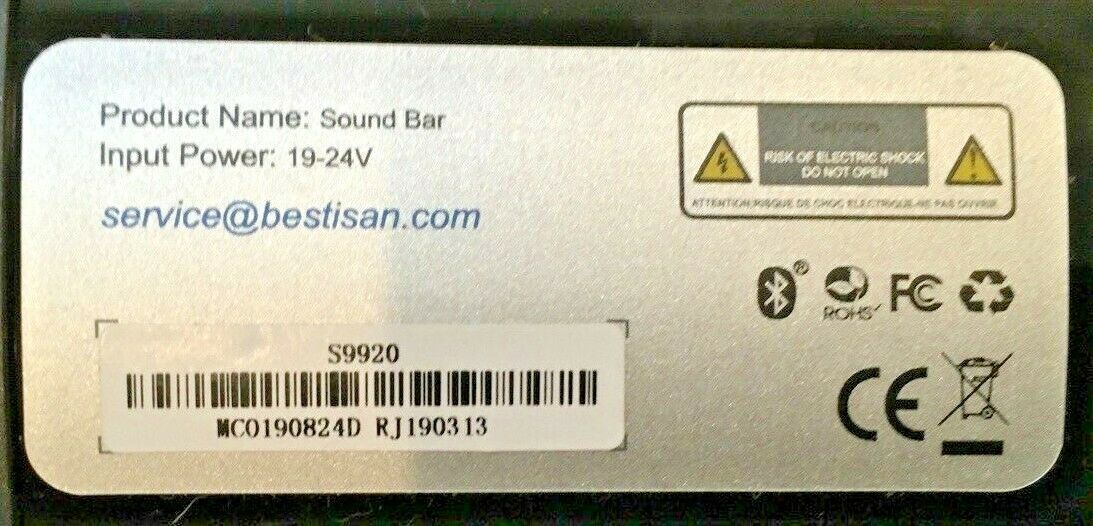 Product Name: Sound Bar
Input Power: 19-24V
service@bestisan.com
CAUTION
RISK OF ELECTRIC SHOCK
DO NOT OPEN
ATTENTION:RISQUE DE CHOC ELECTRIQUE-NE PAS OUVRIR
®
ROHS
FC
CE
S9920
MC0190824D RJ190313